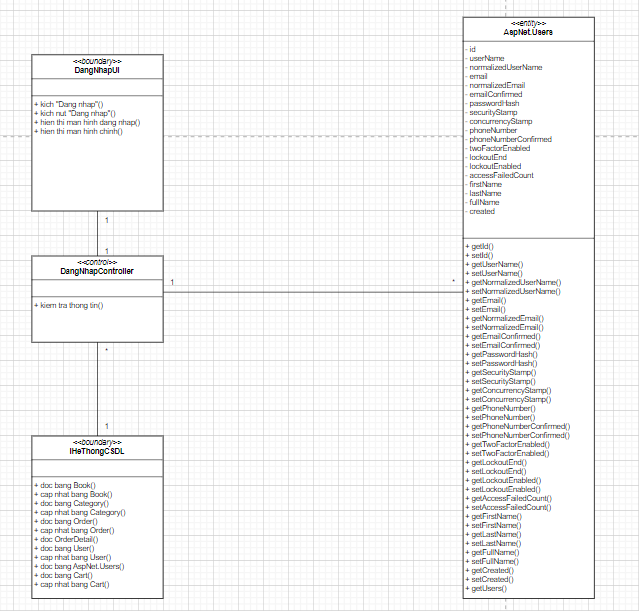 <<boundary>>
DangNhapUI
+ kich "Dang nhap"()
+ kich nut "Dang nhap"()
+ hien thi man hinh dang nhap()
+ hien thi man hinh chinh()
1
1
<<control>>
DangNhapController
+ kiem tra thong tin()
1
*
*
1
<<boundary>>
IHeThongCSDL
+ doc bang Book()
+ cap nhat bang Book()
+ doc bang Category()
+ cap nhat bang Category()
+ doc bang Order()
+ cap nhat bang Order()
+ doc OrderDetail()
+ doc bang User()
+ cap nhat bang User()
+ doc bang AspNet.Users()
+ doc bang Cart()
+ cap nhat bang Cart()
<<entity>>
AspNet.Users
- id
- userName
- normalizedUserName
- email
- normalizedEmail
- emailConfirmed
- passwordHash
- securityStamp
- concurrencyStamp
- phoneNumber
- phoneNumberConfirmed
- twoFactorEnabled
- lockoutEnd
- lockoutEnabled
- accessFailedCount
- firstName
- lastName
- fullName
- created
+ getId()
+ setId()
+ getUserName()
+ setUserName()
+ getNormalizedUserName()
+ setNormalizedUserName()
+ getEmail()
+ setEmail()
+ getNormalizedEmail()
+ setNormalizedEmail()
+ getEmailConfirmed()
+ setEmailConfirmed()
+ getPasswordHash()
+ setPasswordHash()
+ getSecurityStamp()
+ setSecurityStamp()
+ getConcurrencyStamp()
+ setConcurrencyStamp()
+ getPhoneNumber()
+ setPhoneNumber()
+ getPhoneNumberConfirmed()
+ setPhoneNumberConfirmed()
+ getTwoFactorEnabled()
+ setTwoFactorEnabled()
+ getLockoutEnd()
+ setLockoutEnd()
+ getLockoutEnabled()
+ setLockoutEnabled()
+ getAccessFailedCount()
+ setAccessFailedCount()
+ getFirstName()
+ setFirstName()
+ getLastName()
+ setLastName()
+ getFullName()
+ setFullName()
+ getCreated()
+ setCreated()
+ getUsers()